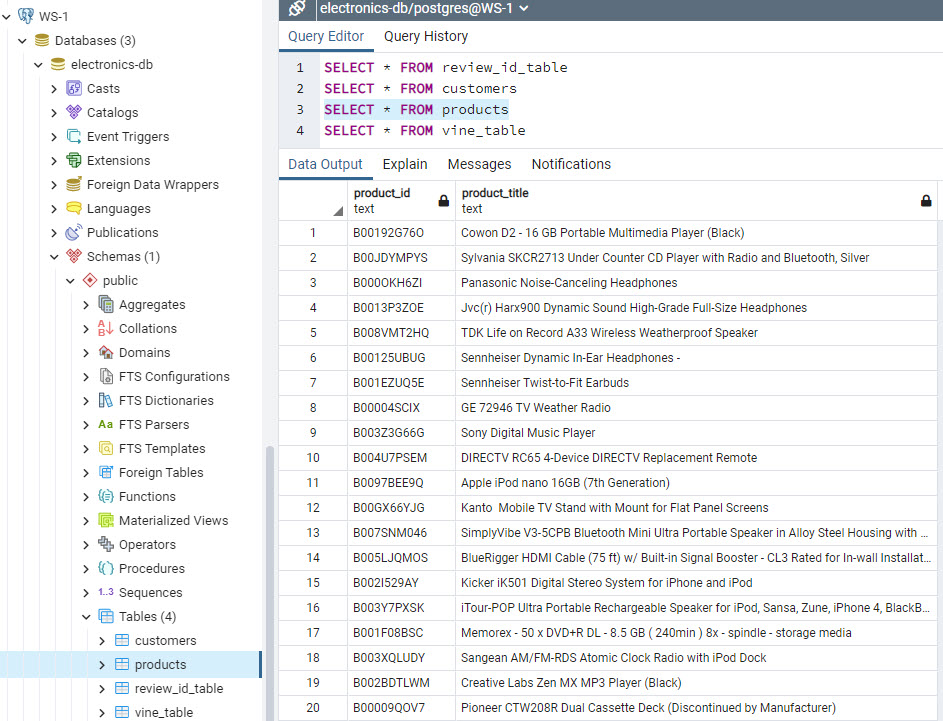 WS-1
Databases (3)
electronics-db
Casts
Catalogs
Event Triggers
Extensions
Foreign Data Wrappers
Languages
Publications
Schemas (1)
public
Aggregates
Collations
Domains
FTS Configurations
FTS Dictionaries
Aa FTS Parsers
FTS Templates
Foreign Tables
Functions
Materialized Views
Operators
Procedures
1..3 Sequences
Tables (4)
customers
products
review_id_table
vine_table
electronics-db/postgres@WS-1
Query Editor Query History
1 SELECT * FROM review_id_table
2 SELECT * FROM customers
3 SELECT * FROM products
4 SELECT * FROM vine_table
Data Output Explain Messages Notifications
product_id product_title
text text
1 B00192G76O Cowon D2 - 16 GB Portable Multimedia Player (Black)
2 B00JDYMPYS Sylvania SKCR2713 Under Counter CD Player with Radio and Bluetooth, Silver
3 B000OKH6ZI Panasonic Noise-Canceling Headphones
4 B0013P3ZOE Jvc(r) Harx900 Dynamic Sound High-Grade Full-Size Headphones
5 B008VMT2HQ TDK Life on Record A33 Wireless Weatherproof Speaker
6 B00125UBUG Sennheiser Dynamic In-Ear Headphones -
7 B001EZUQ5E Sennheiser Twist-to-Fit Earbuds
8 B00004SCIX GE 72946 TV Weather Radio
9 B003Z3G66G Sony Digital Music Player
10 B004U7PSEM DIRECTV RC65 4-Device DIRECTV Replacement Remote
11 B0097BEE9Q Apple iPod nano 16GB (7th Generation)
12 B00GX66YJG Kanto  Mobile TV Stand with Mount for Flat Panel Screens
13 B007SNM046 SimplyVibe V3-5CPB Bluetooth Mini Ultra Portable Speaker in Alloy Steel Housing with ...
14 B005LJQMOS BlueRigger HDMI Cable (75 ft) w/ Built-in Signal Booster - CL3 Rated for In-wall Installat...
15 B002I529AY Kicker iK501 Digital Stereo System for iPhone and iPod
16 B003Y7PXSK iTour-POP Ultra Portable Rechargeable Speaker for iPod, Sansa, Zune, iPhone 4, BlackB...
17 B001F08BSC Memorex - 50 x DVD+R DL - 8.5 GB ( 240min ) 8x - spindle - storage media
18 B003XQLUDY Sangean AM/FM-RDS Atomic Clock Radio with iPod Dock
19 B002BDTLWM Creative Labs Zen MX MP3 Player (Black)
20 B00009QOV7 Pioneer CTW208R Dual Cassette Deck (Discontinued by Manufacturer)